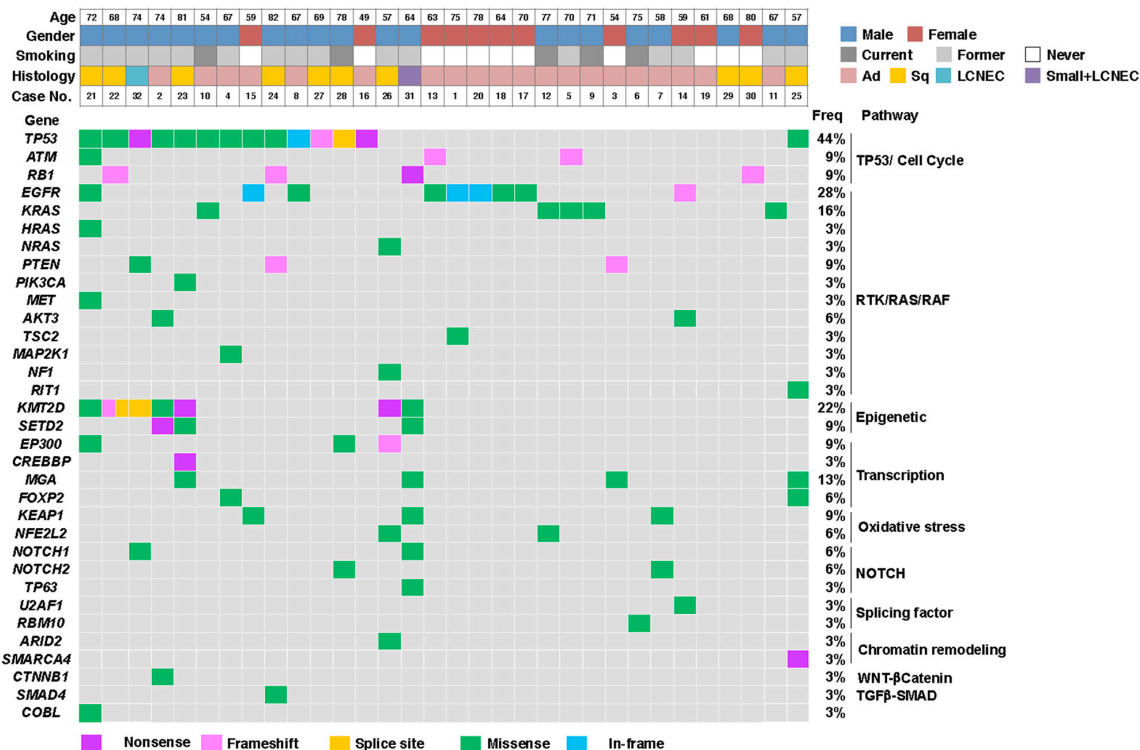 Age 72 68 74 74 81 54 67 59 82 67 69 78 49 57 64 63 75 78 64 70 77 70 71 54 75 58 59 61 68 80 67 57
Gender Male Female
Smoking Current Former Never
Histology Ad Sq LCNEC Small+LCNEC
Case No. 21 22 32 2 23 10 4 15 24 8 27 28 16 26 31 13 1 20 18 17 12 5 9 3 6 7 14 19 29 30 11 25
Gene Freq Pathway
TP53 44%
ATM 9% TP53/ Cell Cycle
RB1 9%
EGFR 28%
KRAS 16%
HRAS 3%
NRAS 3%
PTEN 9%
PIK3CA 3%
MET 3% RTK/RAS/RAF
AKT3 6%
TSC2 3%
MAP2K1 3%
NF1 3%
RIT1 3%
KMT2D 22% Epigenetic
SETD2 9%
EP300 9%
CREBBP 3% Transcription
MGA 13%
FOXP2 6%
KEAP1 9% Oxidative stress
NFE2L2 6%
NOTCH1 6%
NOTCH2 6% NOTCH
TP63 3%
U2AF1 3% Splicing factor
RBM10 3%
ARID2 3% Chromatin remodeling
SMARCA4 3%
CTNNB1 3% WNT-βCatenin
SMAD4 3% TGFβ-SMAD
COBL 3%
Nonsense Frameshift Splice site Missense In-frame